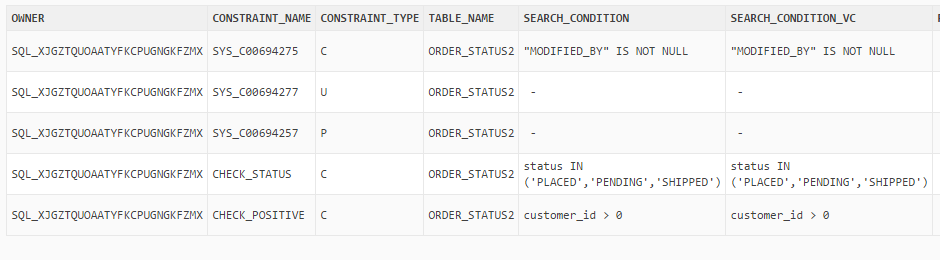 OWNER CONSTRAINT_NAME CONSTRAINT_TYPE TABLE_NAME SEARCH_CONDITION SEARCH_CONDITION_VC
SQL_XJGZTQUOAATYFKCPUGNGKFZMX SYS_C00694275 C ORDER_STATUS2 "MODIFIED_BY" IS NOT NULL "MODIFIED_BY" IS NOT NULL
SQL_XJGZTQUOAATYFKCPUGNGKFZMX SYS_C00694277 U ORDER_STATUS2 - -
SQL_XJGZTQUOAATYFKCPUGNGKFZMX SYS_C00694257 P ORDER_STATUS2 - -
SQL_XJGZTQUOAATYFKCPUGNGKFZMX CHECK_STATUS C ORDER_STATUS2 status IN status IN
('PLACED','PENDING','SHIPPED') ('PLACED','PENDING','SHIPPED')
SQL_XJGZTQUOAATYFKCPUGNGKFZMX CHECK_POSITIVE C ORDER_STATUS2 customer_id > 0 customer_id > 0